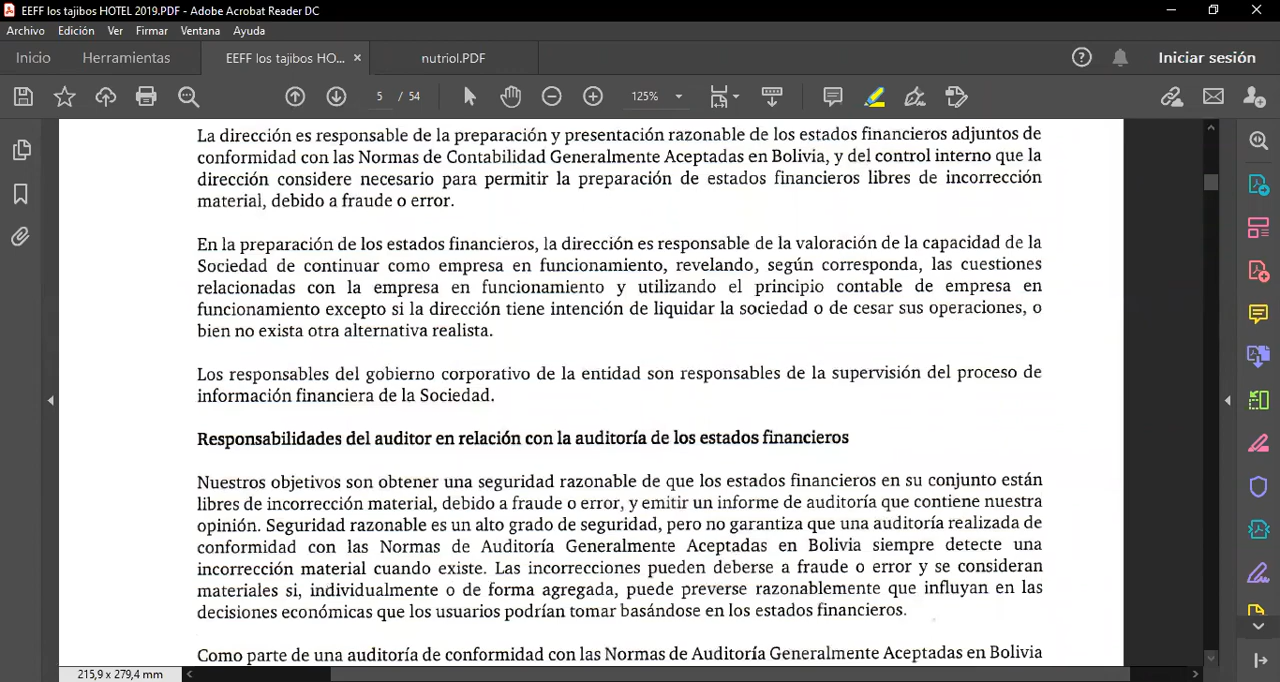 EEFF los tajibos HOTEL 2019.PDF - Adobe Acrobat Reader DC
Archivo Edición Ver Firmar Ventana Ayuda
Inicio Herramientas EEFF los tajibos HO... × nutriol.PDF Iniciar sesión
5 / 54 125%
La dirección es responsable de la preparación y presentación razonable de los estados financieros adjuntos de
conformidad con las Normas de Contabilidad Generalmente Aceptadas en Bolivia, y del control interno que la
dirección considere necesario para permitir la preparación de estados financieros libres de incorrección
material, debido a fraude o error.
En la preparación de los estados financieros, la dirección es responsable de la valoración de la capacidad de la
Sociedad de continuar como empresa en funcionamiento, revelando, según corresponda, las cuestiones
relacionadas con la empresa en funcionamiento y utilizando el principio contable de empresa en
funcionamiento excepto si la dirección tiene intención de liquidar la sociedad o de cesar sus operaciones, o
bien no exista otra alternativa realista.
Los responsables del gobierno corporativo de la entidad son responsables de la supervisión del proceso de
información financiera de la Sociedad.
Responsabilidades del auditor en relación con la auditoría de los estados financieros
Nuestros objetivos son obtener una seguridad razonable de que los estados financieros en su conjunto están
libres de incorrección material, debido a fraude o error, y emitir un informe de auditoría que contiene nuestra
opinión. Seguridad razonable es un alto grado de seguridad, pero no garantiza que una auditoría realizada de
conformidad con las Normas de Auditoría Generalmente Aceptadas en Bolivia siempre detecte una
incorrección material cuando existe. Las incorrecciones pueden deberse a fraude o error y se consideran
materiales si, individualmente o de forma agregada, puede preverse razonablemente que influyan en las
decisiones económicas que los usuarios podrían tomar basándose en los estados financieros.
Como parte de una auditoría de conformidad con las Normas de Auditoría Generalmente Aceptadas en Bolivia
215,9 x 279,4 mm